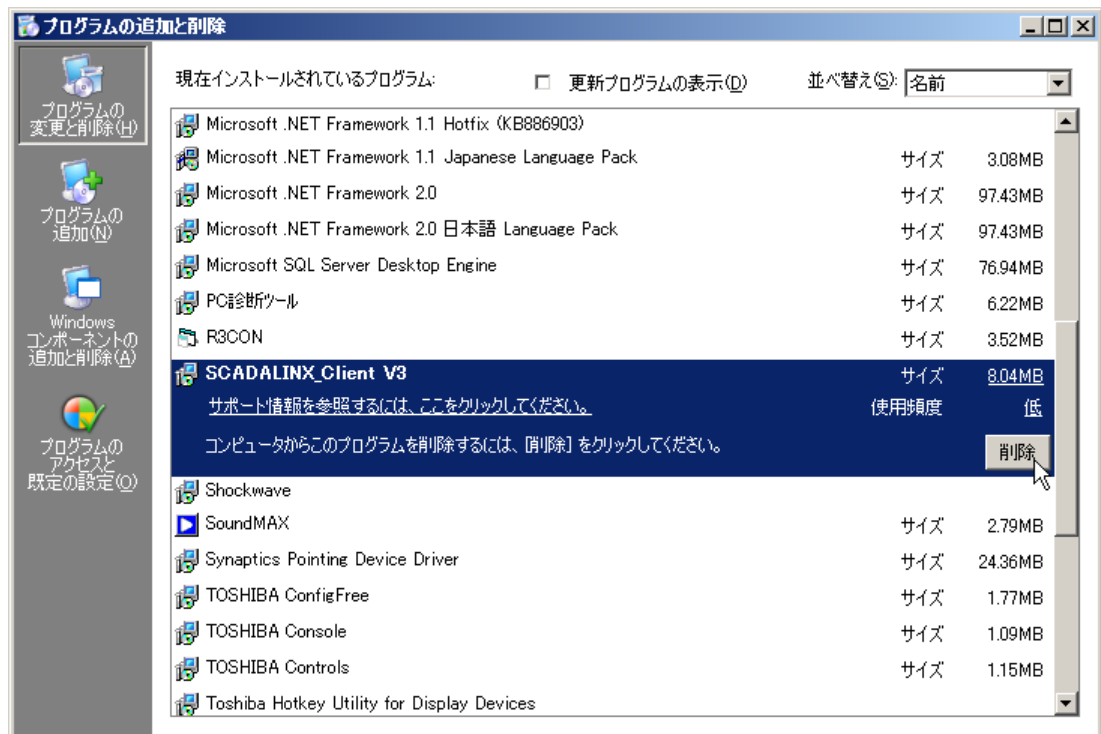 プログラムの追加と削除
プログラムの
変更と削除(H)
プログラムの
追加(N)
Windows
コンポーネントの
追加と削除(A)
プログラムの
アクセスと
既定の設定(O)
現在インストールされているプログラム: 更新プログラムの表示(D) 並べ替え(S): 名前
Microsoft .NET Framework 1.1 Hotfix (KB886903)
Microsoft .NET Framework 1.1 Japanese Language Pack サイズ 3.08MB
Microsoft .NET Framework 2.0 サイズ 97.43MB
Microsoft .NET Framework 2.0 日本語 Language Pack サイズ 97.43MB
Microsoft SQL Server Desktop Engine サイズ 76.94MB
PC診断ツール サイズ 6.22MB
R3CON サイズ 3.52MB
SCADALINX_Client V3 サイズ 8.04MB
サポート情報を参照するには、ここをクリックしてください。 使用頻度 低
コンピュータからこのプログラムを削除するには、[削除] をクリックしてください。 削除
Shockwave
SoundMAX サイズ 2.79MB
Synaptics Pointing Device Driver サイズ 24.36MB
TOSHIBA ConfigFree サイズ 1.77MB
TOSHIBA Console サイズ 1.09MB
TOSHIBA Controls サイズ 1.15MB
Toshiba Hotkey Utility for Display Devices